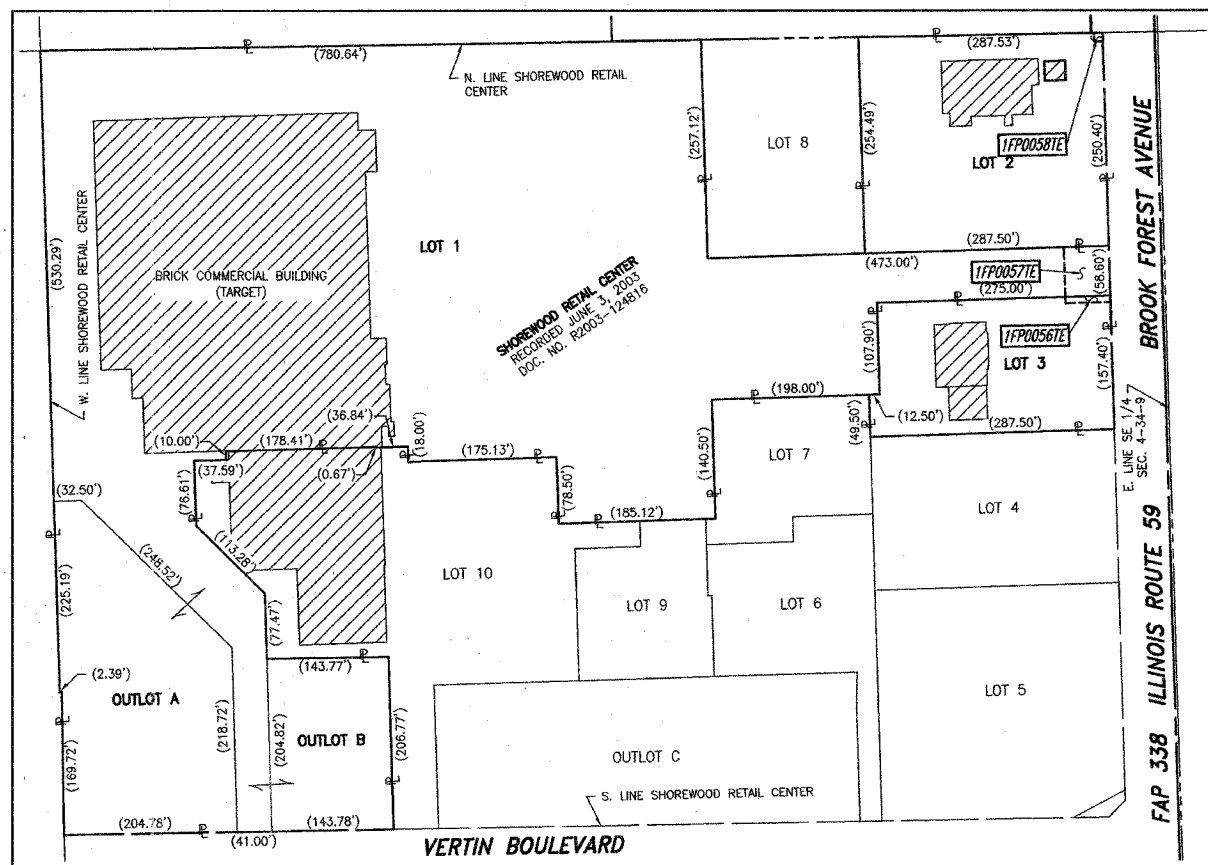 (780.64')
N. LINE SHOREWOOD RETAIL
CENTER
(287.53')
(257.12')
LOT 8
(254.49')
1FP0058TE
LOT 2
(250.40')
BROOK FOREST AVENUE
W. LINE SHOREWOOD RETAIL CENTER
(530.29')
LOT 1
BRICK COMMERCIAL BUILDING
(TARGET)
SHOREWOOD RETAIL CENTER
RECORDED JUNE 3, 2003
DOC. NO. R2003-124816
(287.50')
(473.00')
1FP0057TE
(58.60')
(275.00')
1FP0056TE
(107.90')
LOT 3
(157.40')
(198.00')
(12.50')
(49.50')
(287.50')
E. LINE SE 1/4
SEC. 4-34-9
(36.84')
(18.00')
(10.00')
(178.41')
(175.13')
(37.59')
(0.67')
(140.50')
LOT 7
(76.61')
(78.50')
(32.50')
(185.12')
LOT 4
(113.28')
(248.52')
(225.19')
LOT 10
LOT 9
LOT 6
(77.47')
(143.77')
(2.39')
OUTLOT A
(218.72')
(204.82')
OUTLOT B
(206.77')
LOT 5
(169.72')
OUTLOT C
S. LINE SHOREWOOD RETAIL CENTER
(204.78')
(41.00')
(143.78')
VERTIN BOULEVARD
FAP 338 ILLINOIS ROUTE 59